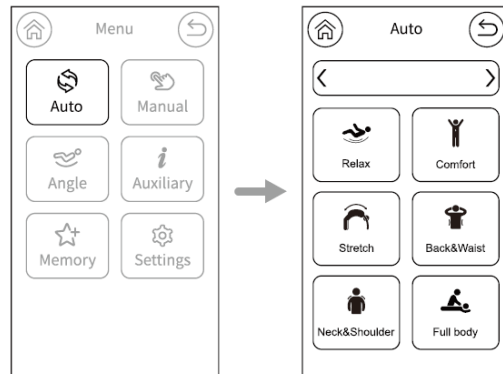 Menu
Auto
Manual
Angle
Auxiliary
Memory
Settings
Auto
Relax
Comfort
Stretch
Back&Waist
Neck&Shoulder
Full body